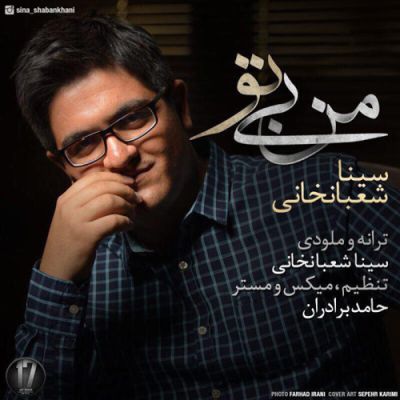 sina_shabankhani
من بی تو
سینا
شعبانخانی
ترانه و ملودی
سینا شعبانخانی
تنظیم، میکس و مستر
حامد برادران
17
PHOTO FARHAD IRANI COVER ART SEPEHR KARIMI